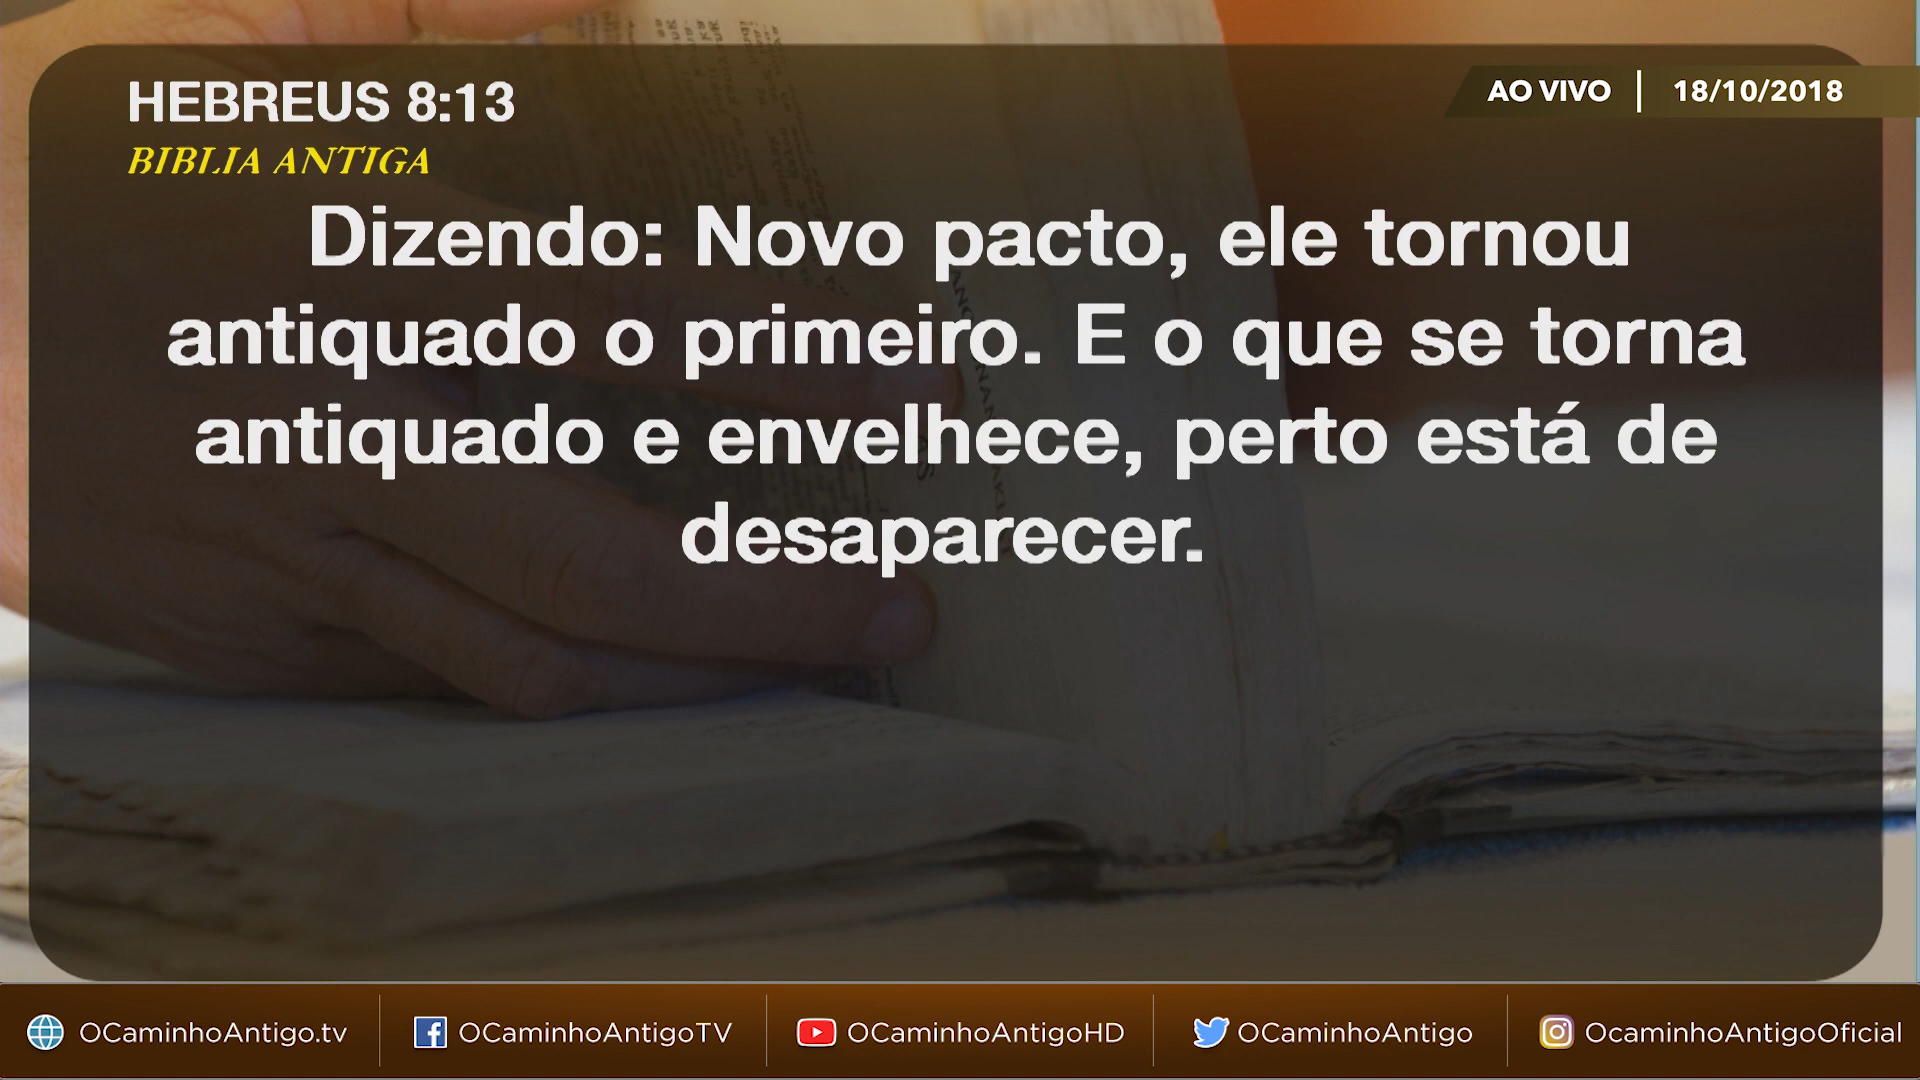 HEBREUS 8:13
AO VIVO | 18/10/2018
BIBLIA ANTIGA
Dizendo: Novo pacto, ele tornou
antiquado o primeiro. E o que se torna
antiquado e envelhece, perto está de
desaparecer.
OCaminhoAntigo.tv
OCaminhoAntigoTV
OCaminhoAntigoHD
OCaminhoAntigo
OcaminhoAntigoOficial